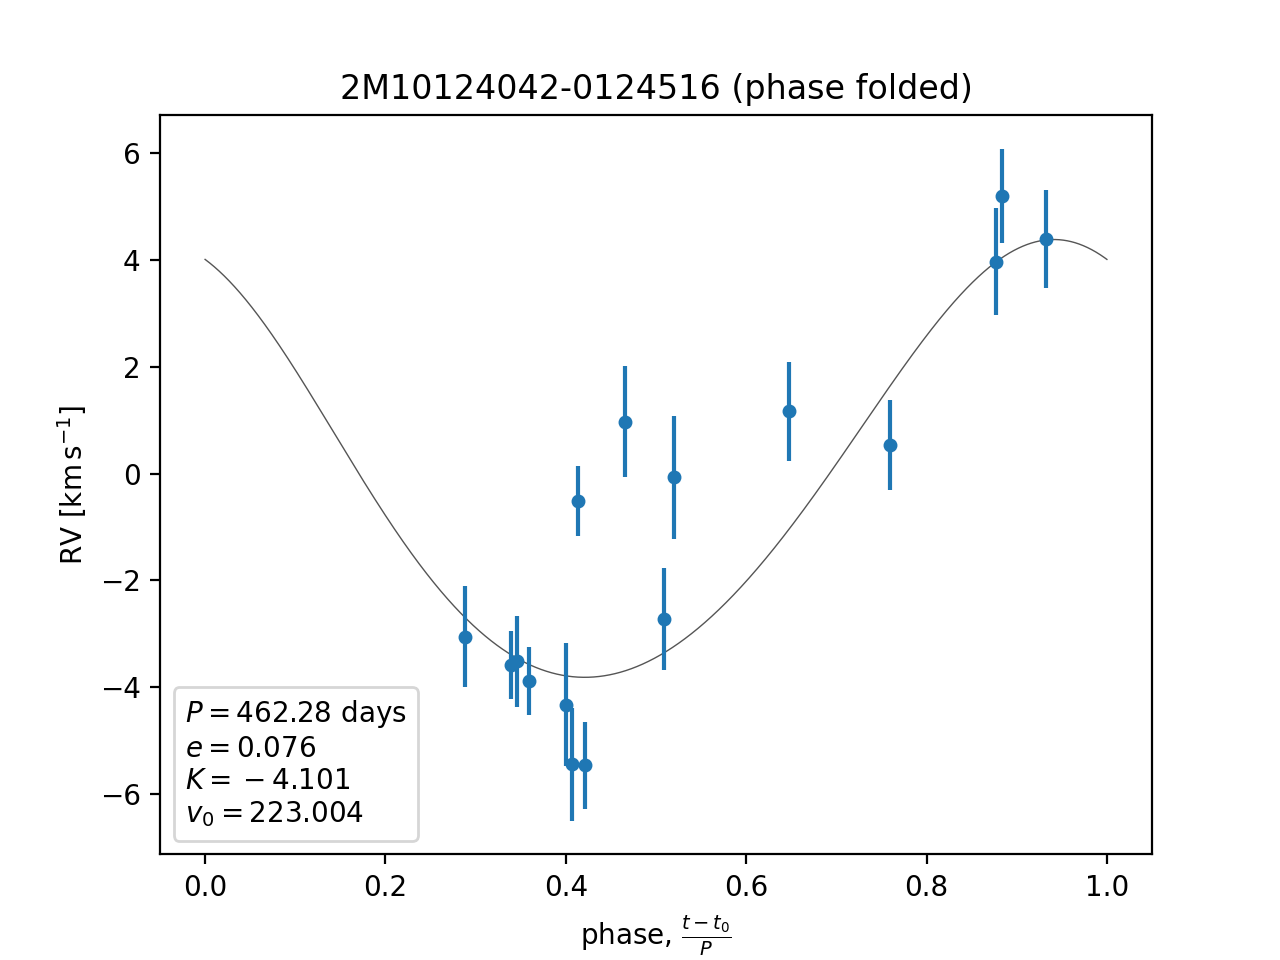 2M10124042-0124516 (phase folded)
RV [km s⁻¹]
6
4
2
0
−2
−4
−6
P = 462.28 days
e = 0.076
K = −4.101
v₀ = 223.004
0.0 0.2 0.4 0.6 0.8 1.0
phase, (t − t₀)/P